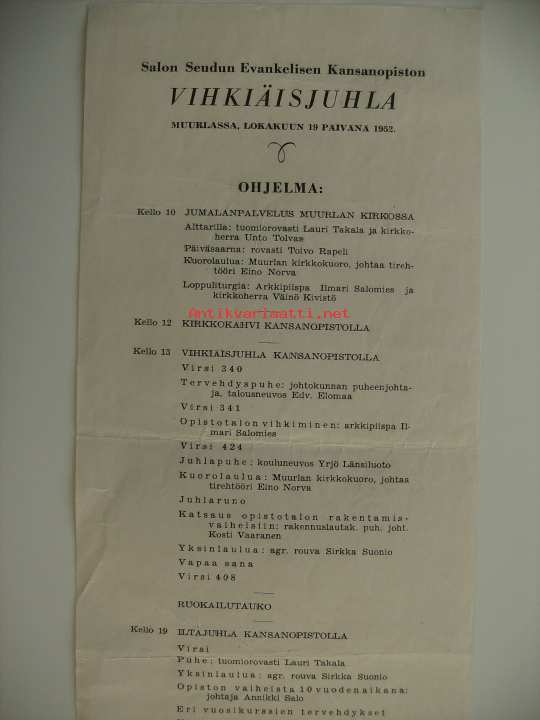 Salon Seudun Evankelisen Kansanopiston
VIHKIÄISJUHLA
MUURLASSA, LOKAKUUN 19 PÄIVÄNÄ 1952.
OHJELMA:
Kello 10 JUMALANPALVELUS MUURLAN KIRKOSSA
Alttarilla: tuomiorovasti Lauri Takala ja kirkko-
herra Unto Tolvas
Päiväsaarna: rovasti Toivo Rapeli
Kuorolaulua: Muurlan kirkkokuoro, johtaa tireh-
tööri Eino Norva
Loppuliturgia: Arkkipiispa Ilmari Salomies ja
kirkkoherra Väinö Kivistö
Antikvarimatti.net
Kello 12 KIRKKOKAHVI KANSANOPISTOLLA
Kello 13 VIHKIÄISJUHLA KANSANOPISTOLLA
Virsi 340
Tervehdyspuhe: johtokunnan puheenjohta-
ja, talousneuvos Edv. Elomaa
Virsi 341
Opistotalon vihkiminen: arkkipiispa Il-
mari Salomies
Virsi 424
Juhlapuhe: kouluneuvos Yrjö Länsiluoto
Kuorolaulua: Muurlan kirkkokuoro, johtaa
tirehtööri Eino Norva
Juhlaruno
Katsaus opistotalon rakentamis-
vaiheisiin: rakennuslautak. puh. joht.
Kosti Vaaranen
Yksinlaulua: agr. rouva Sirkka Suonio
Vapaa sana
Virsi 408
RUOKAILUTAUKO
Kello 19 ILTAJUHLA KANSANOPISTOLLA
Virsi
Puhe: tuomiorovasti Lauri Takala
Yksinlaulua: agr. rouva Sirkka Suonio
Opiston vaiheista 10 vuodenaikana:
johtaja Annikki Salo
Eri vuosikurssien tervehdykset